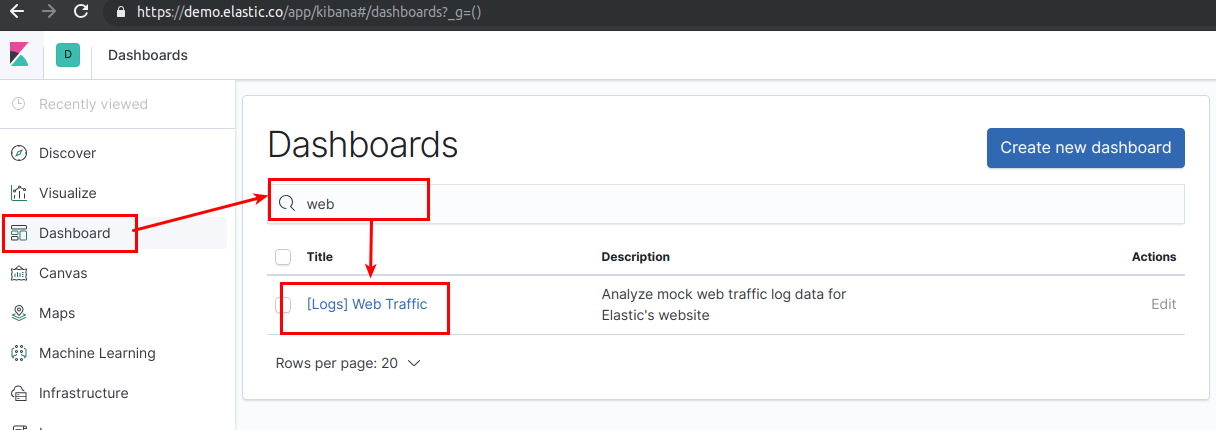 https://demo.elastic.co/app/kibana#/dashboards?_g=()
D
Dashboards
Recently viewed
Discover
Visualize
Dashboard
Canvas
Maps
Machine Learning
Infrastructure
Dashboards
Create new dashboard
web
Title Description Actions
[Logs] Web Traffic
Analyze mock web traffic log data for
Elastic's website
Edit
Rows per page: 20